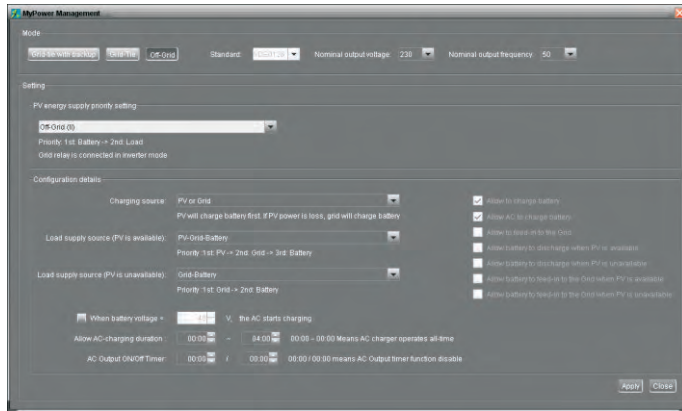 MyPower Management
Mode
Grid-tie with backup Grid-Tie Off-Grid Standard: Nominal output voltage: 230 Nominal output frequency: 50
Setting
PV energy supply priority setting
Off-Grid (II)
Priority: 1st: Battery -> 2nd: Load
Grid relay is connected in inverter mode
Configuration details
Charging source: PV or Grid
PV will charge battery first. If PV power is loss, grid will charge battery
Load supply source (PV is available): PV-Grid-Battery
Priority :1st: PV -> 2nd: Grid -> 3rd: Battery
Load supply source (PV is unavailable): Grid-Battery
Priority :1st: Grid -> 2nd: Battery
Allow to charge battery
Allow AC to charge battery
Allow to feed-in to the Grid
Allow battery to discharge when PV is available
Allow battery to discharge when PV is unavailable
Allow battery to feed-in to the Grid when PV is available
Allow battery to feed-in to the Grid when PV is unavailable
When battery voltage < V, the AC starts charging
Allow AC-charging duration : 00:00 ~ 04:00 00:00 ~ 00:00 Means AC charger operates all-time
AC Output ON/Off Timer: 00:00 / 00:00 00:00 / 00:00 means AC Output timer function disable
Apply Close